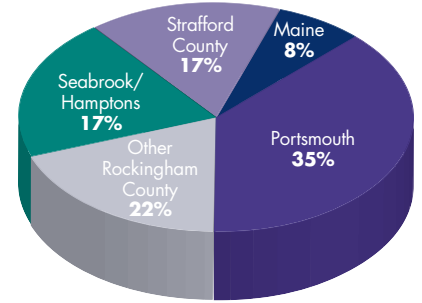 Strafford
County
17%
Maine
8%
Seabrook/
Hamptons
17%
Portsmouth
35%
Other
Rockingham
County
22%